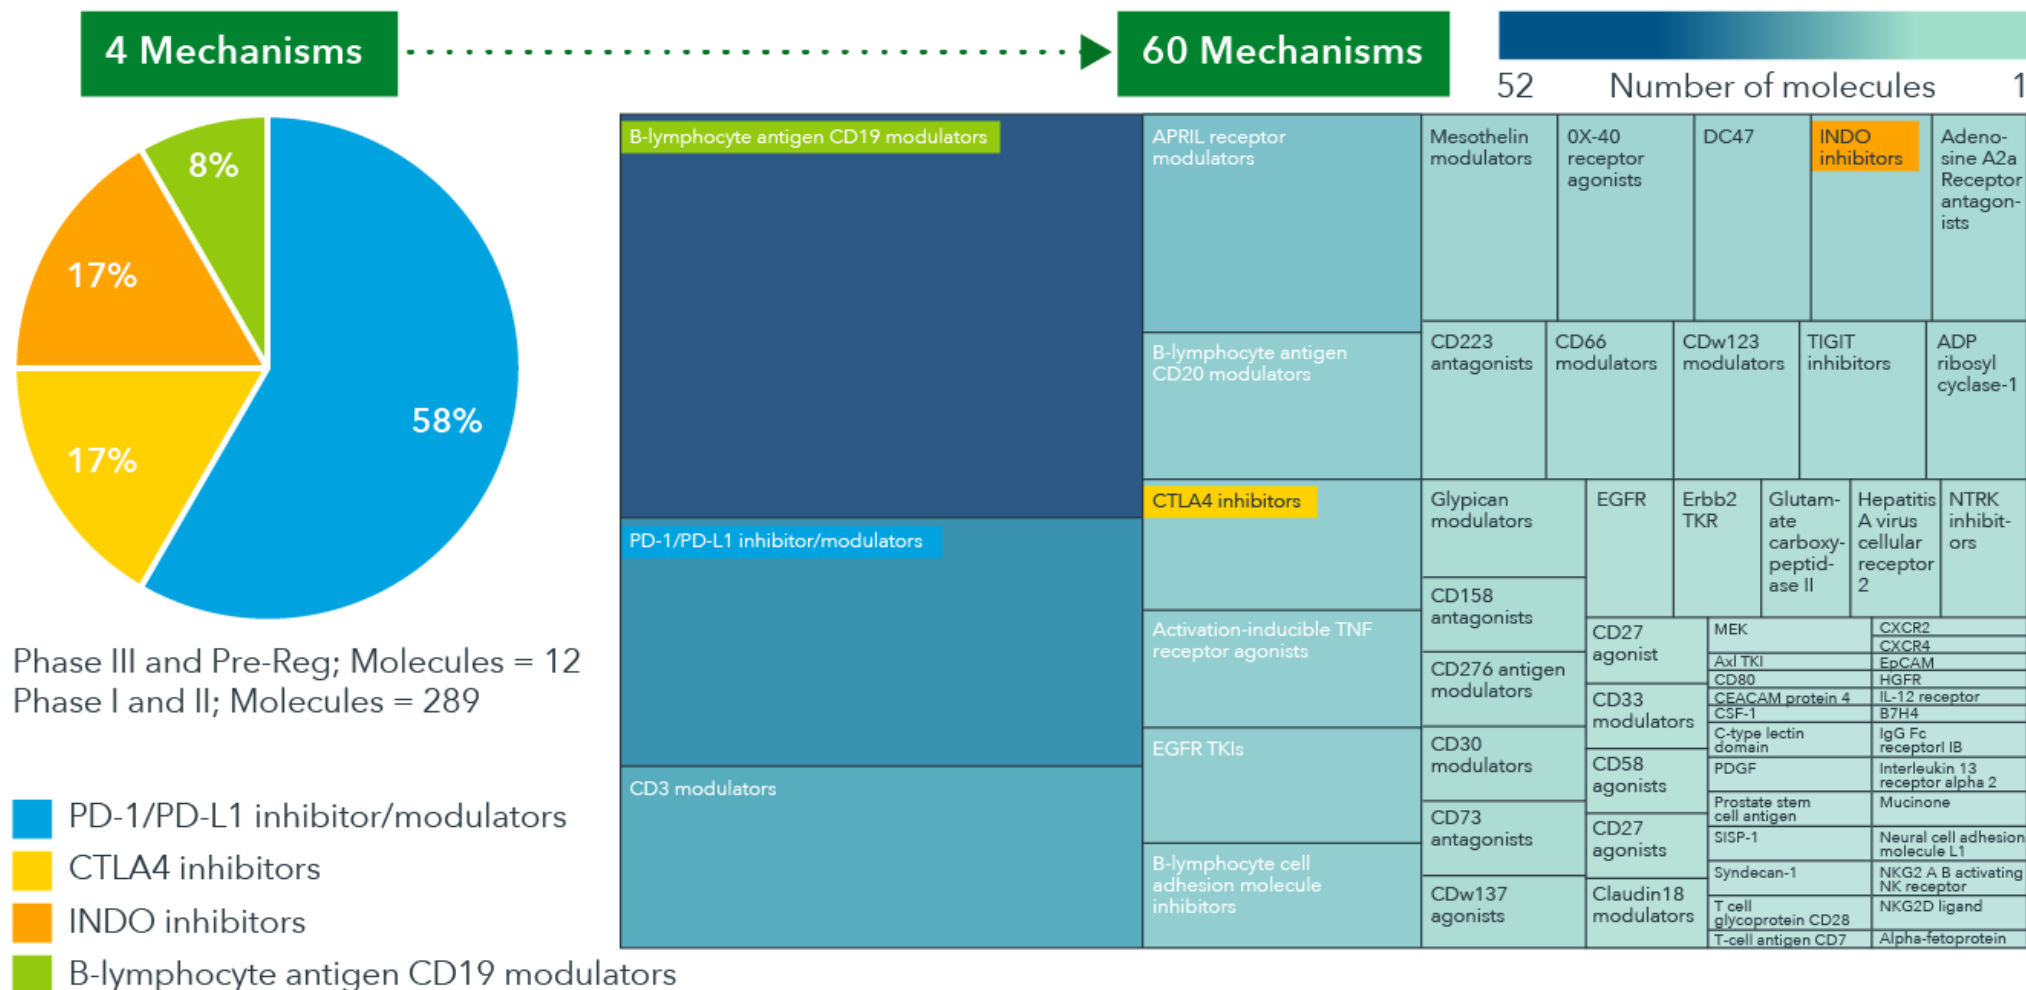 4 Mechanisms
60 Mechanisms
52 Number of molecules 1
8%
17%
17%
58%
Phase III and Pre-Reg; Molecules = 12
Phase I and II; Molecules = 289
PD-1/PD-L1 inhibitor/modulators
CTLA4 inhibitors
INDO inhibitors
B-lymphocyte antigen CD19 modulators
B-lymphocyte antigen CD19 modulators
PD-1/PD-L1 inhibitor/modulators
CD3 modulators
APRIL receptor
modulators
B-lymphocyte antigen
CD20 modulators
CTLA4 inhibitors
Activation-inducible TNF
receptor agonists
EGFR TKIs
B-lymphocyte cell
adhesion molecule
inhibitors
Mesothelin
modulators
0X-40
receptor
agonists
DC47
INDO
inhibitors
Adeno-
sine A2a
Receptor
antagon-
ists
CD223
antagonists
CD66
modulators
CDw123
modulators
TIGIT
inhibitors
ADP
ribosyl
cyclase-1
Glypican
modulators
EGFR
Erbb2
TKR
Glutam-
ate
carboxy-
peptid-
ase II
Hepatitis
A virus
cellular
receptor
2
NTRK
inhibit-
ors
CD158
antagonists
CD276 antigen
modulators
CD30
modulators
CD73
antagonists
CDw137
agonists
CD27
agonist
CD33
modulators
CD58
agonists
CD27
agonists
Claudin18
modulators
MEK
Axl TKI
CD80
CEACAM protein 4
CSF-1
C-type lectin
domain
PDGF
Prostate stem
cell antigen
SISP-1
Syndecan-1
T cell
glycoprotein CD28
T-cell antigen CD7
CXCR2
CXCR4
EpCAM
HGFR
IL-12 receptor
B7H4
IgG Fc
receptorI IB
Interleukin 13
receptor alpha 2
Mucinone
Neural cell adhesion
molecule L1
NKG2 A B activating
NK receptor
NKG2D ligand
Alpha-fetoprotein